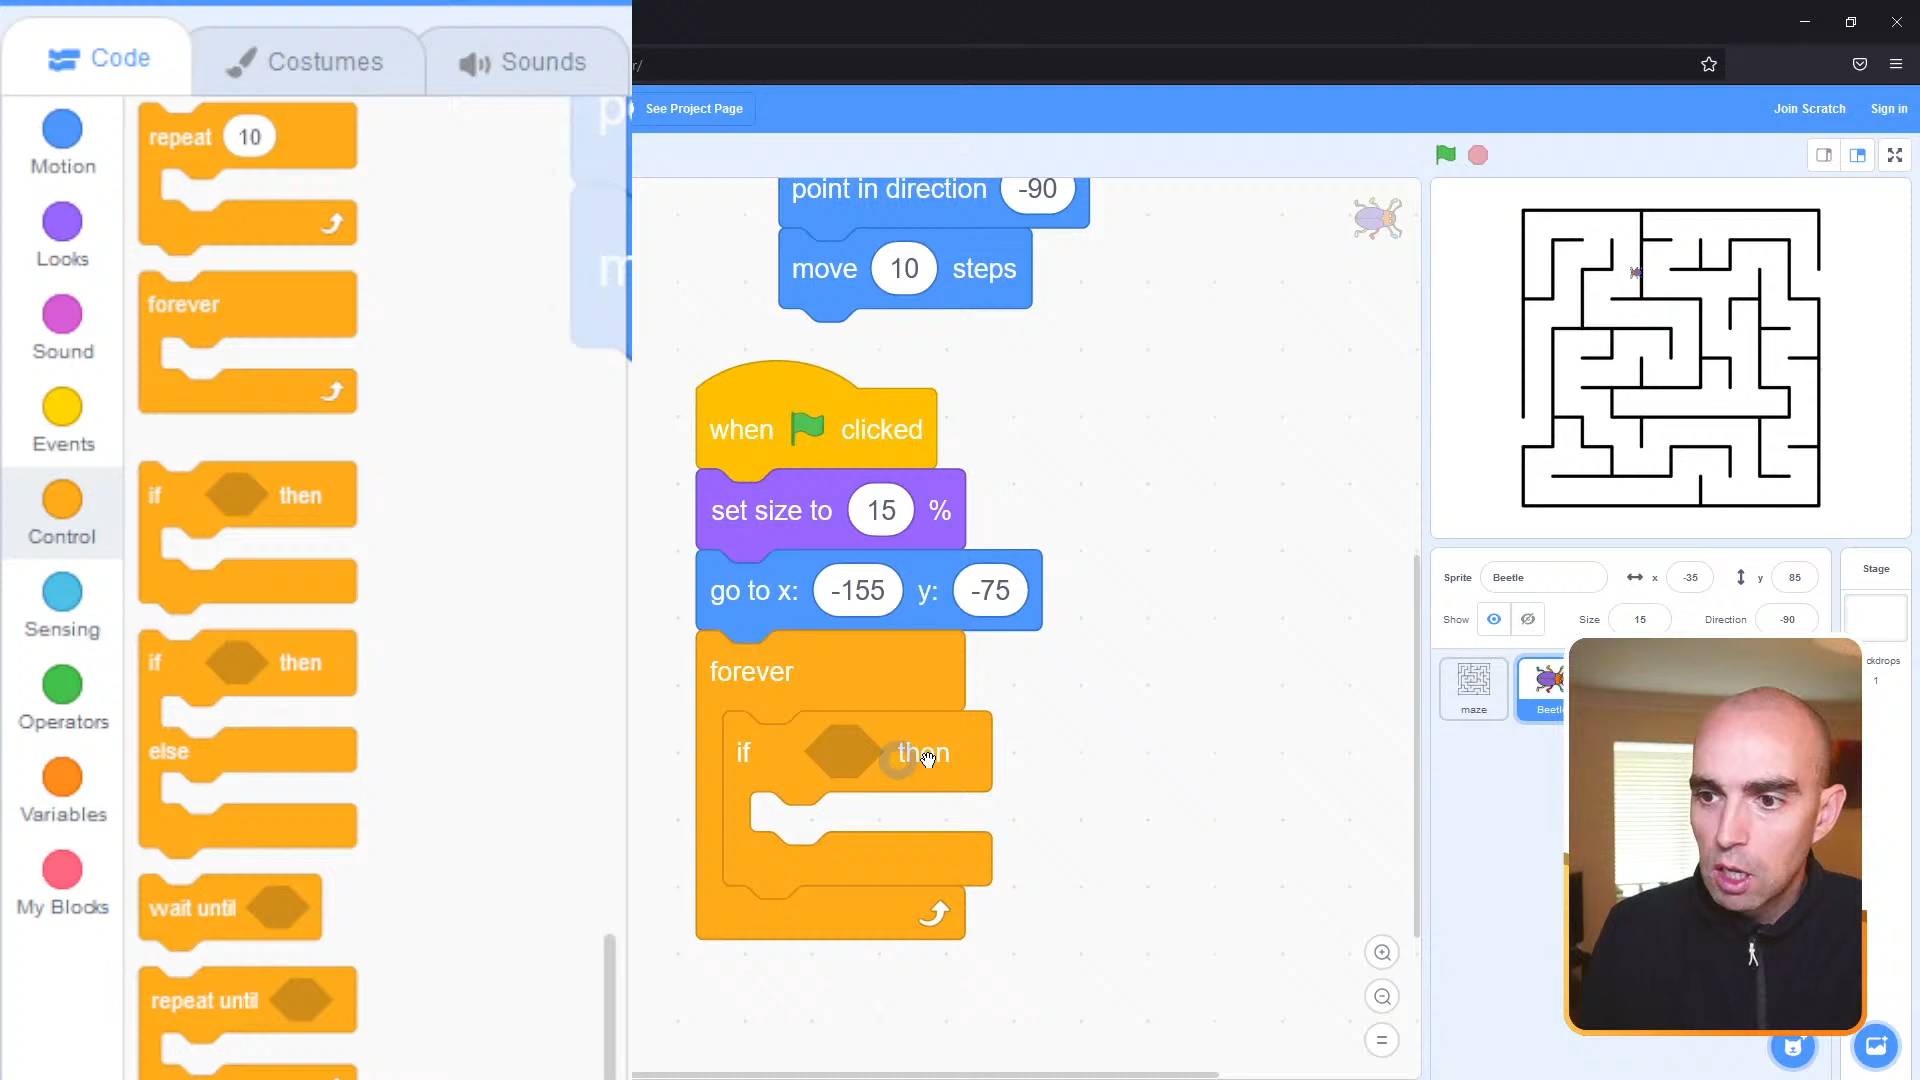 Code
Costumes
Sounds
r/
See Project Page
Join Scratch
Sign in
Motion
Looks
Sound
Events
Control
Sensing
Operators
Variables
My Blocks
repeat 10
forever
if then
if then
else
wait until
repeat until
point in direction -90
move 10 steps
when clicked
set size to 15 %
go to x: -155 y: -75
forever
if then
Sprite Beetle x -35 y 85
Show Size 15 Direction -90
maze
Stage
1